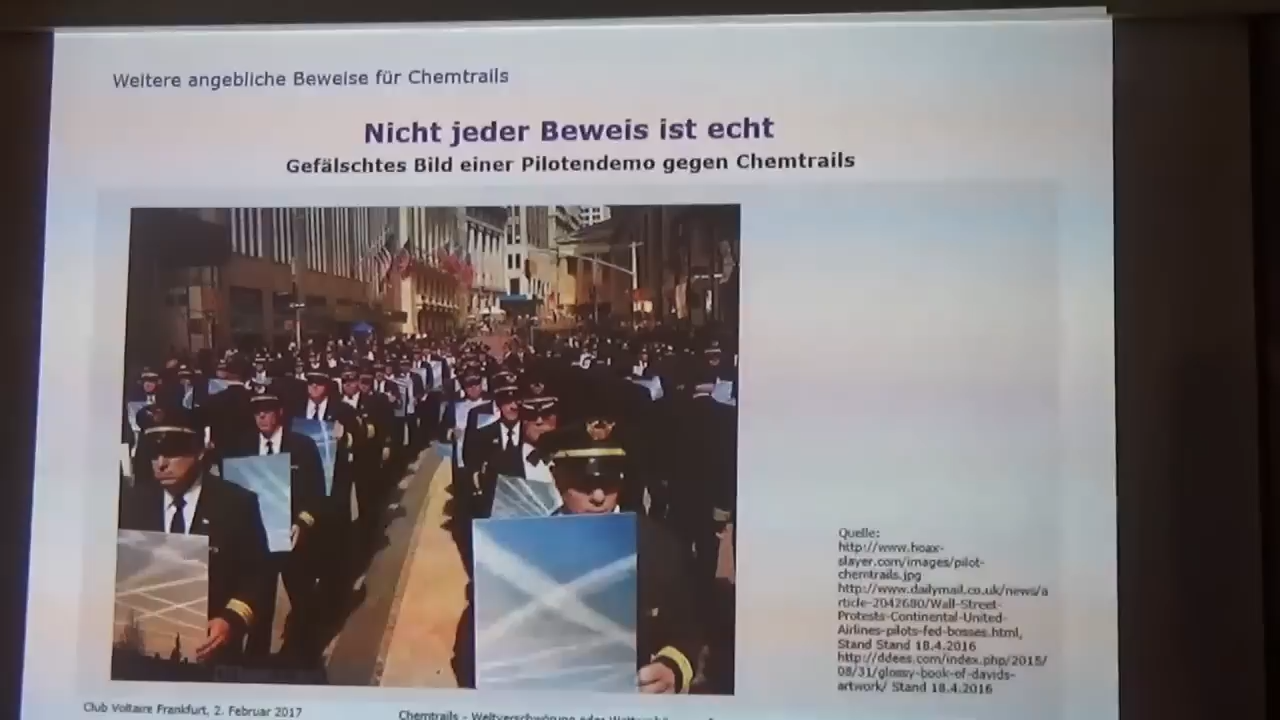 Weitere angebliche Beweise für Chemtrails
Nicht jeder Beweis ist echt
Gefälschtes Bild einer Pilotendemo gegen Chemtrails
Quelle:
http://www.hoax-
slayer.com/images/pilot-
chemtrails.jpg
http://www.dailymail.co.uk/news/a
rticle-2042680/Wall-Street-
Protests-Continental-United-
Airlines-pilots-fed-bosses.html,
Stand Stand 18.4.2016
http://ddees.com/index.php/2015/
08/31/glossy-book-of-davids-
artwork/ Stand 18.4.2016
Club Voltaire Frankfurt, 2. Februar 2017
Chemtrails - Weltverschwörung oder